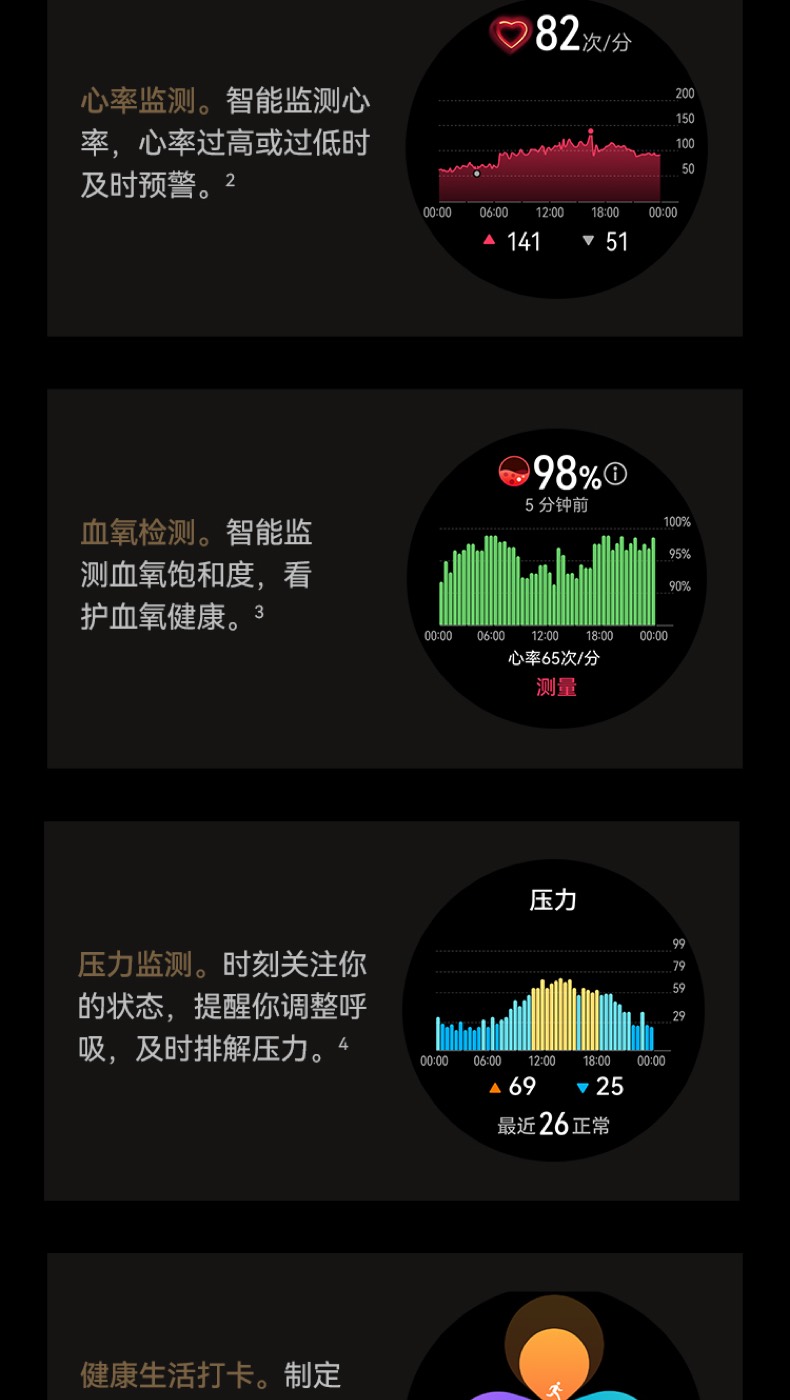 82次/分
心率监测。智能监测心
率，心率过高或过低时
及时预警。2
200
150
100
50
00:00 06:00 12:00 18:00 00:00
141 51
98%
5 分钟前
血氧检测。智能监
测血氧饱和度，看
护血氧健康。3
100%
95%
90%
00:00 06:00 12:00 18:00 00:00
心率65次/分
测量
压力
压力监测。时刻关注你
的状态，提醒你调整呼
吸，及时排解压力。4
99
79
59
29
00:00 06:00 12:00 18:00 00:00
69 25
最近26正常
健康生活打卡。制定